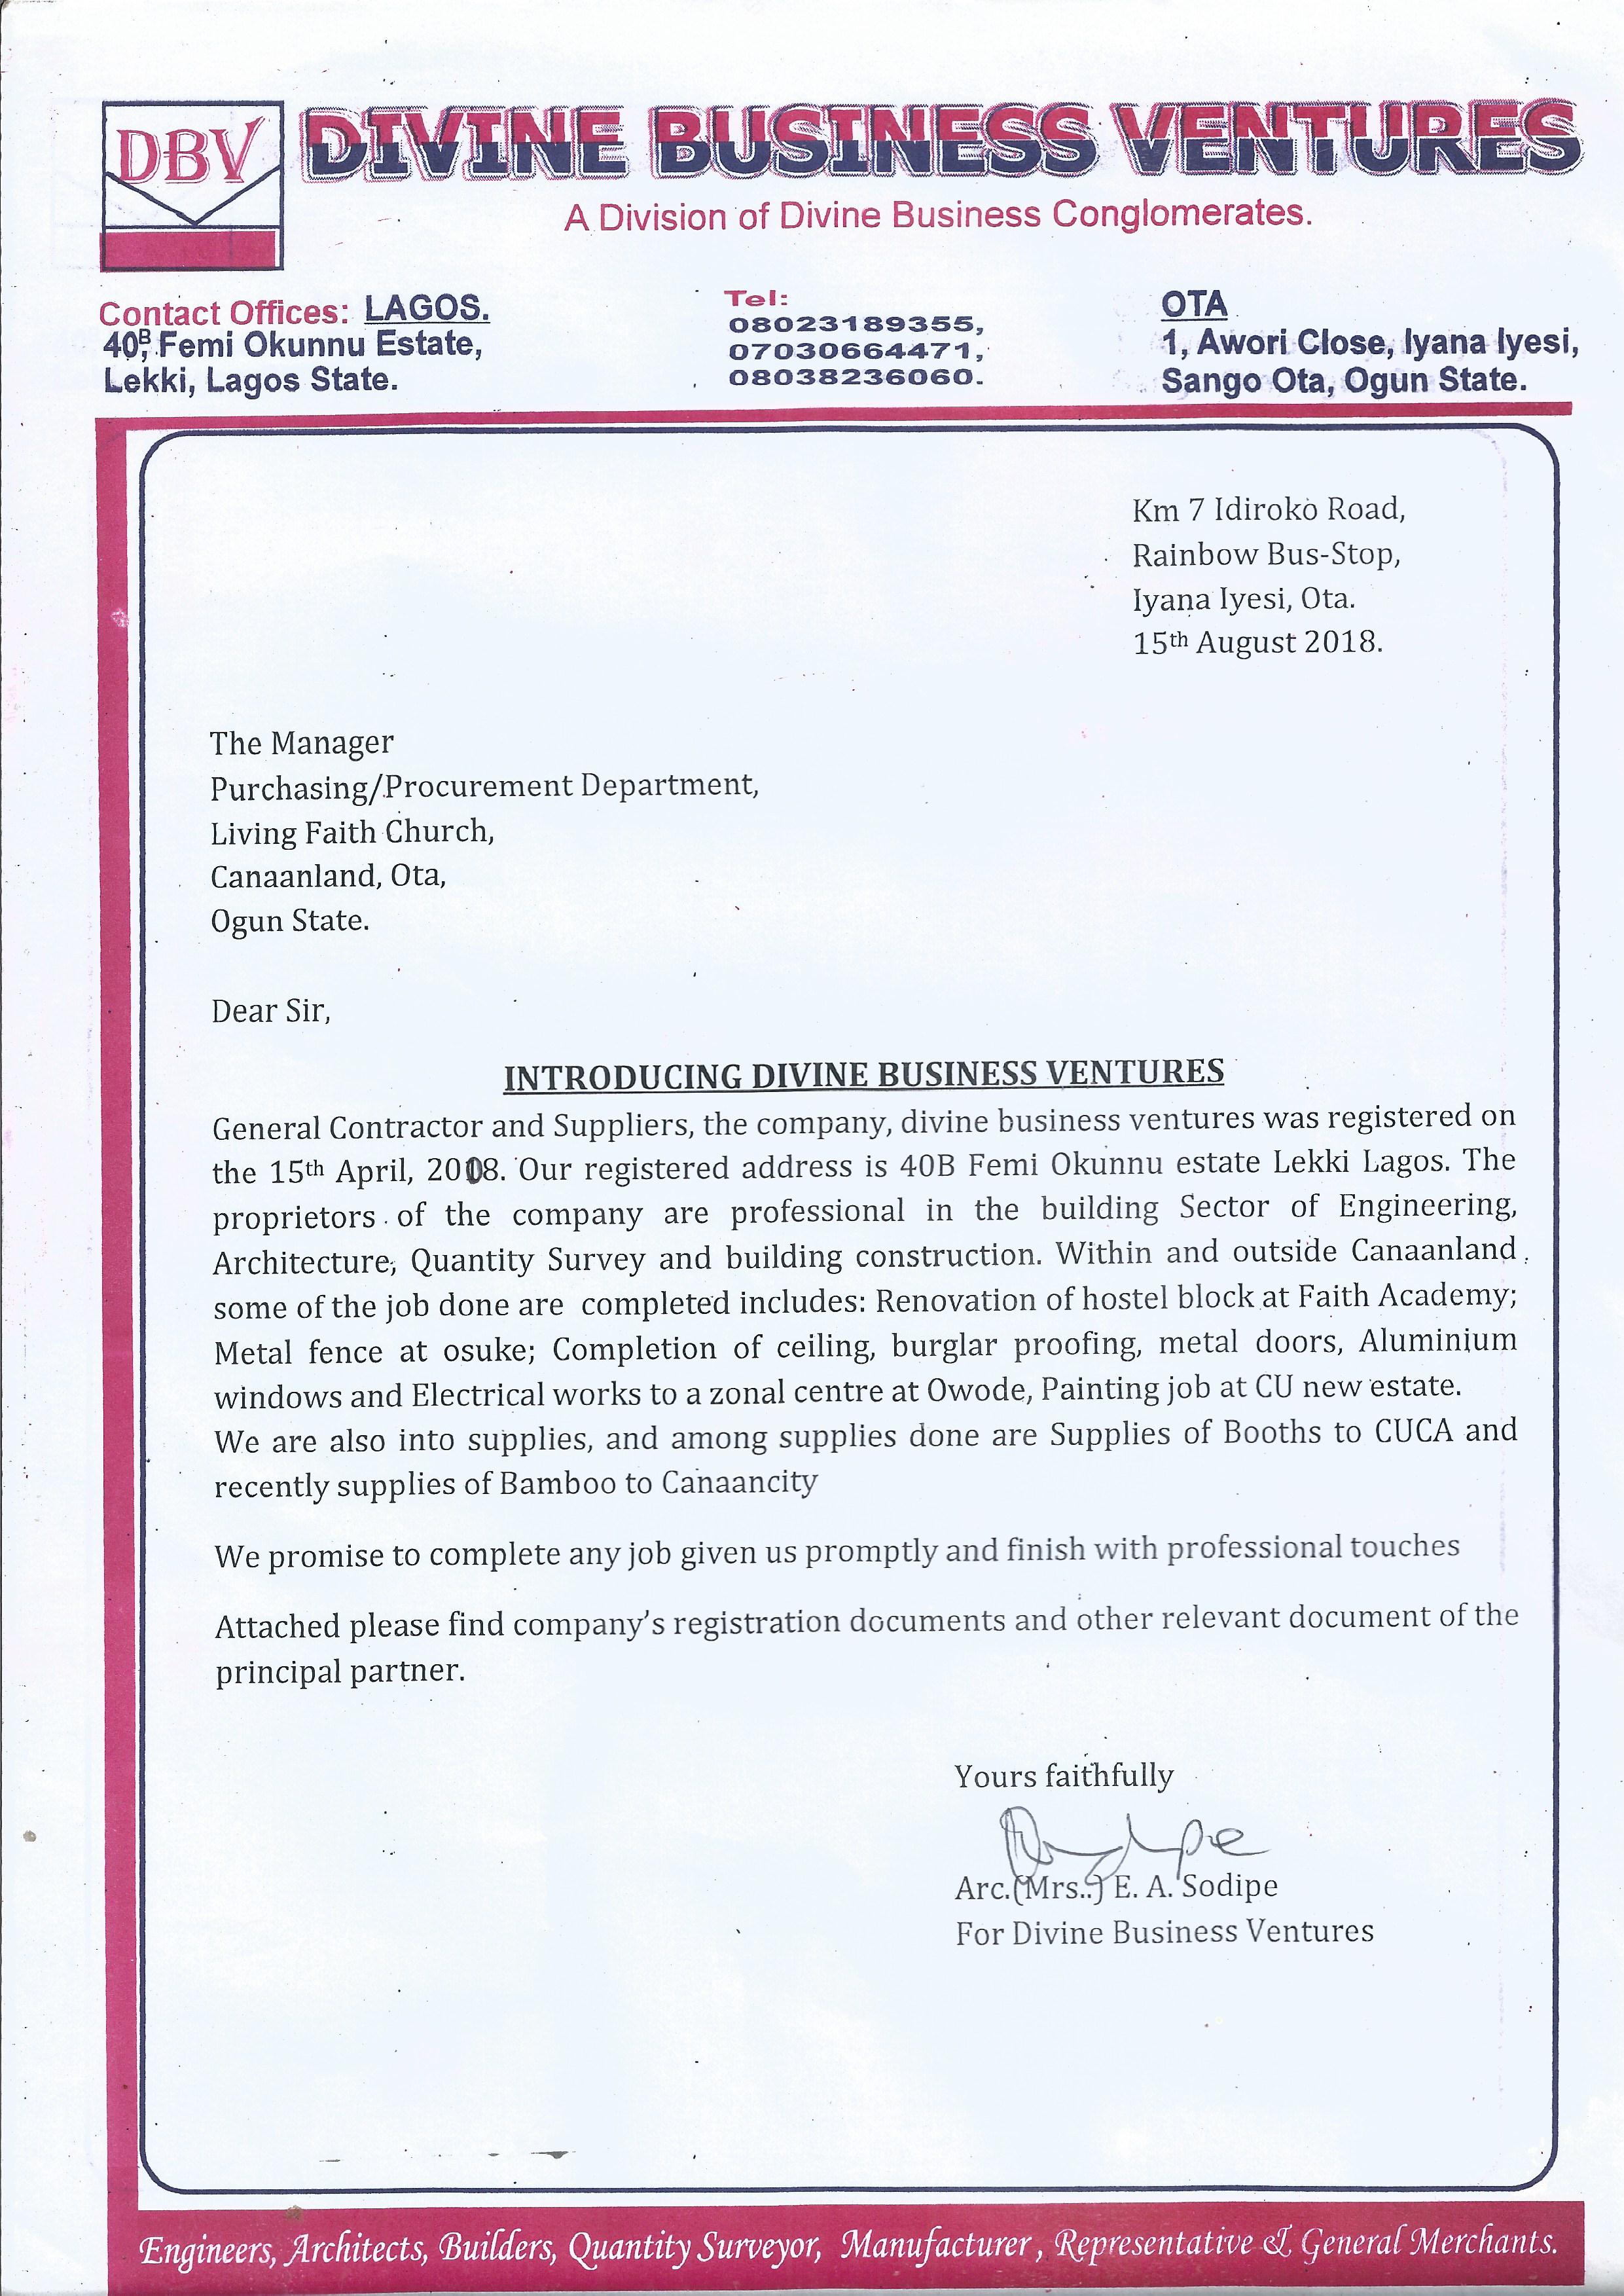 DBV
DIVINE BUSINESS VENTURES
A Division of Divine Business Conglomerates.
Contact Offices: LAGOS.
40B, Femi Okunnu Estate,
Lekki, Lagos State.
Tel:
08023189355,
07030664471,
08038236060.
OTA
1, Awori Close, Iyana Iyesi,
Sango Ota, Ogun State.
Km 7 Idiroko Road,
Rainbow Bus-Stop,
Iyana Iyesi, Ota.
15th August 2018.
The Manager
Purchasing/Procurement Department,
Living Faith Church,
Canaanland, Ota,
Ogun State.
Dear Sir,
INTRODUCING DIVINE BUSINESS VENTURES
General Contractor and Suppliers, the company, divine business ventures was registered on
the 15th April, 2008. Our registered address is 40B Femi Okunnu estate Lekki Lagos. The
proprietors of the company are professional in the building Sector of Engineering,
Architecture, Quantity Survey and building construction. Within and outside Canaanland
some of the job done are completed includes: Renovation of hostel block at Faith Academy;
Metal fence at osuke; Completion of ceiling, burglar proofing, metal doors, Aluminium
windows and Electrical works to a zonal centre at Owode, Painting job at CU new estate.
We are also into supplies, and among supplies done are Supplies of Booths to CUCA and
recently supplies of Bamboo to Canaancity
We promise to complete any job given us promptly and finish with professional touches
Attached please find company's registration documents and other relevant document of the
principal partner.
Yours faithfully
Arc.(Mrs..) E. A. Sodipe
For Divine Business Ventures
Engineers, Architects, Builders, Quantity Surveyor, Manufacturer, Representative & General Merchants.